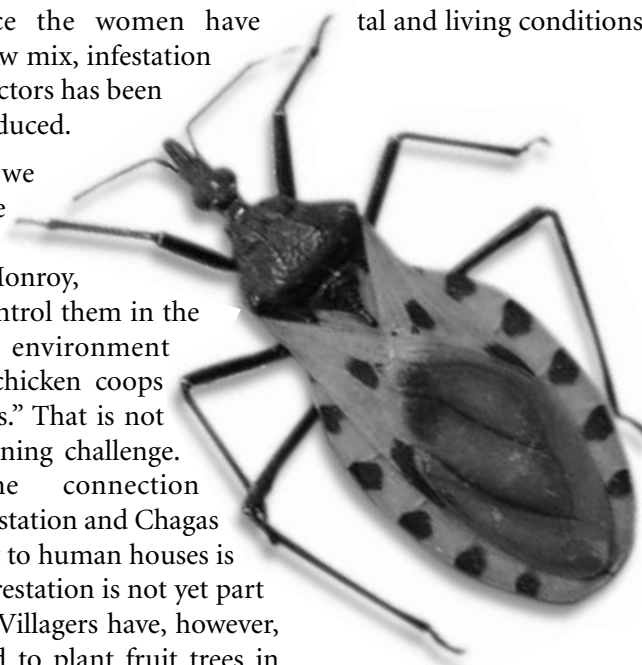 ce the women have
w mix, infestation
ctors has been
duced.
we
e
Monroy,
ntrol them in the
environment
chicken coops
s.” That is not
ning challenge.
ne connection
station and Chagas
to human houses is
restation is not yet part
Villagers have, however,
d to plant fruit trees in
tal and living conditions